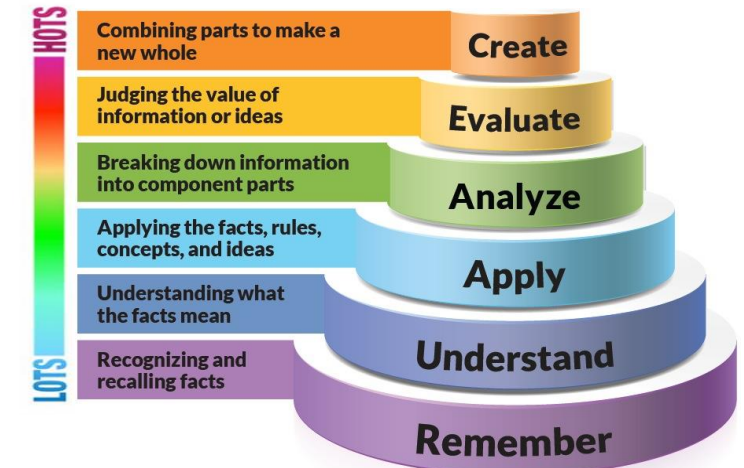 HOTS
Combining parts to make a
new whole
Create
Judging the value of
information or ideas
Evaluate
Breaking down information
into component parts
Analyze
Applying the facts, rules,
concepts, and ideas
Apply
Understanding what
the facts mean
Understand
LOTS
Recognizing and
recalling facts
Remember